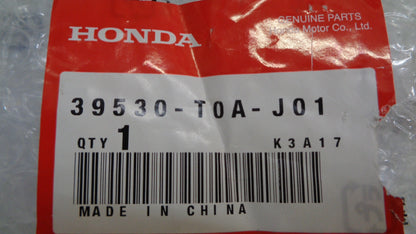 HONDA
GENUINE PARTS
Motor Co., Ltd.
39530-T0A-J01
QTY 1 K3A17
MADE IN CHINA